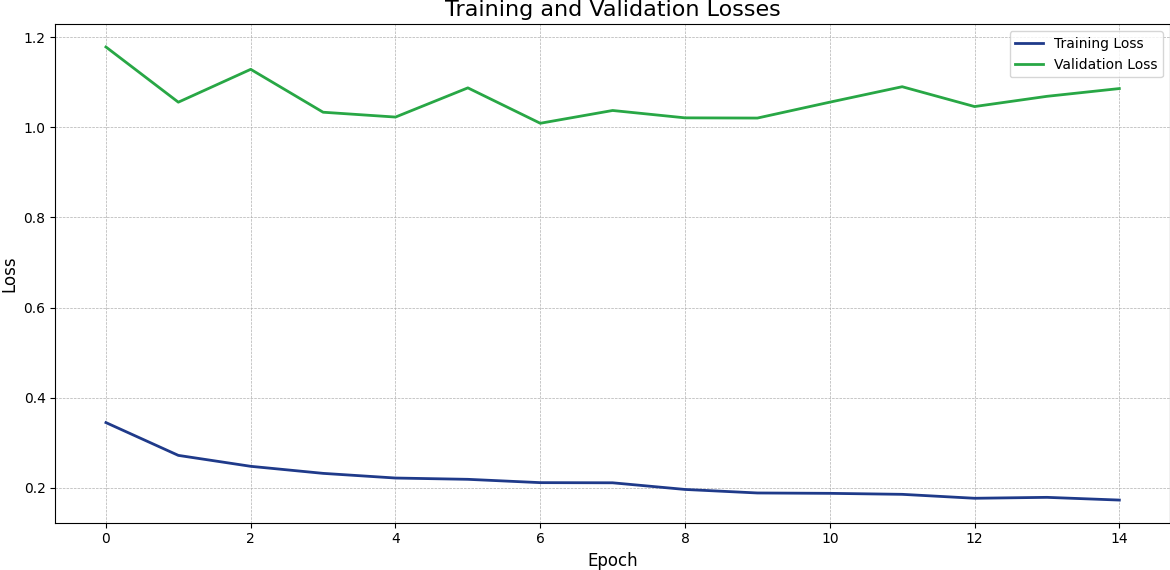 Training and Validation Losses
Training Loss
Validation Loss
Loss
1.2
1.0
0.8
0.6
0.4
0.2
0 2 4 6 8 10 12 14
Epoch